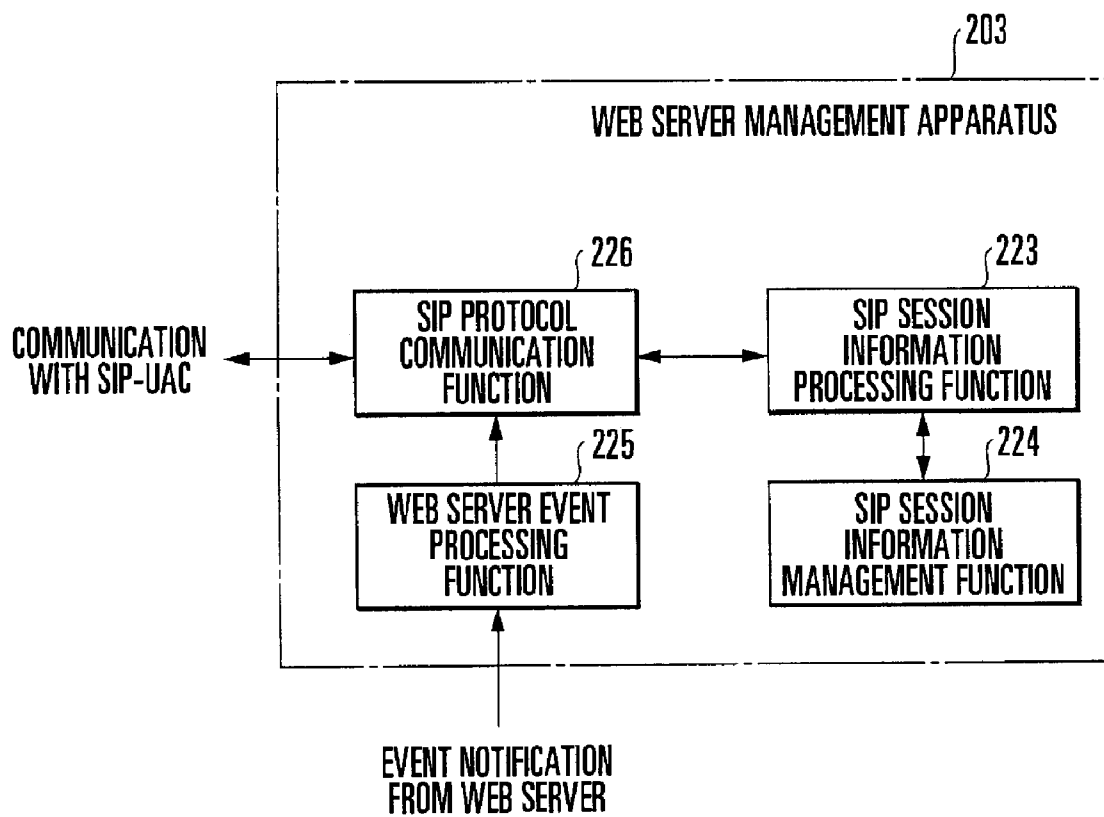 203
WEB SERVER MANAGEMENT APPARATUS
226
SIP PROTOCOL
COMMUNICATION
FUNCTION
223
SIP SESSION
INFORMATION
PROCESSING FUNCTION
COMMUNICATION
WITH SIP-UAC
225
WEB SERVER EVENT
PROCESSING
FUNCTION
224
SIP SESSION
INFORMATION
MANAGEMENT FUNCTION
EVENT NOTIFICATION
FROM WEB SERVER